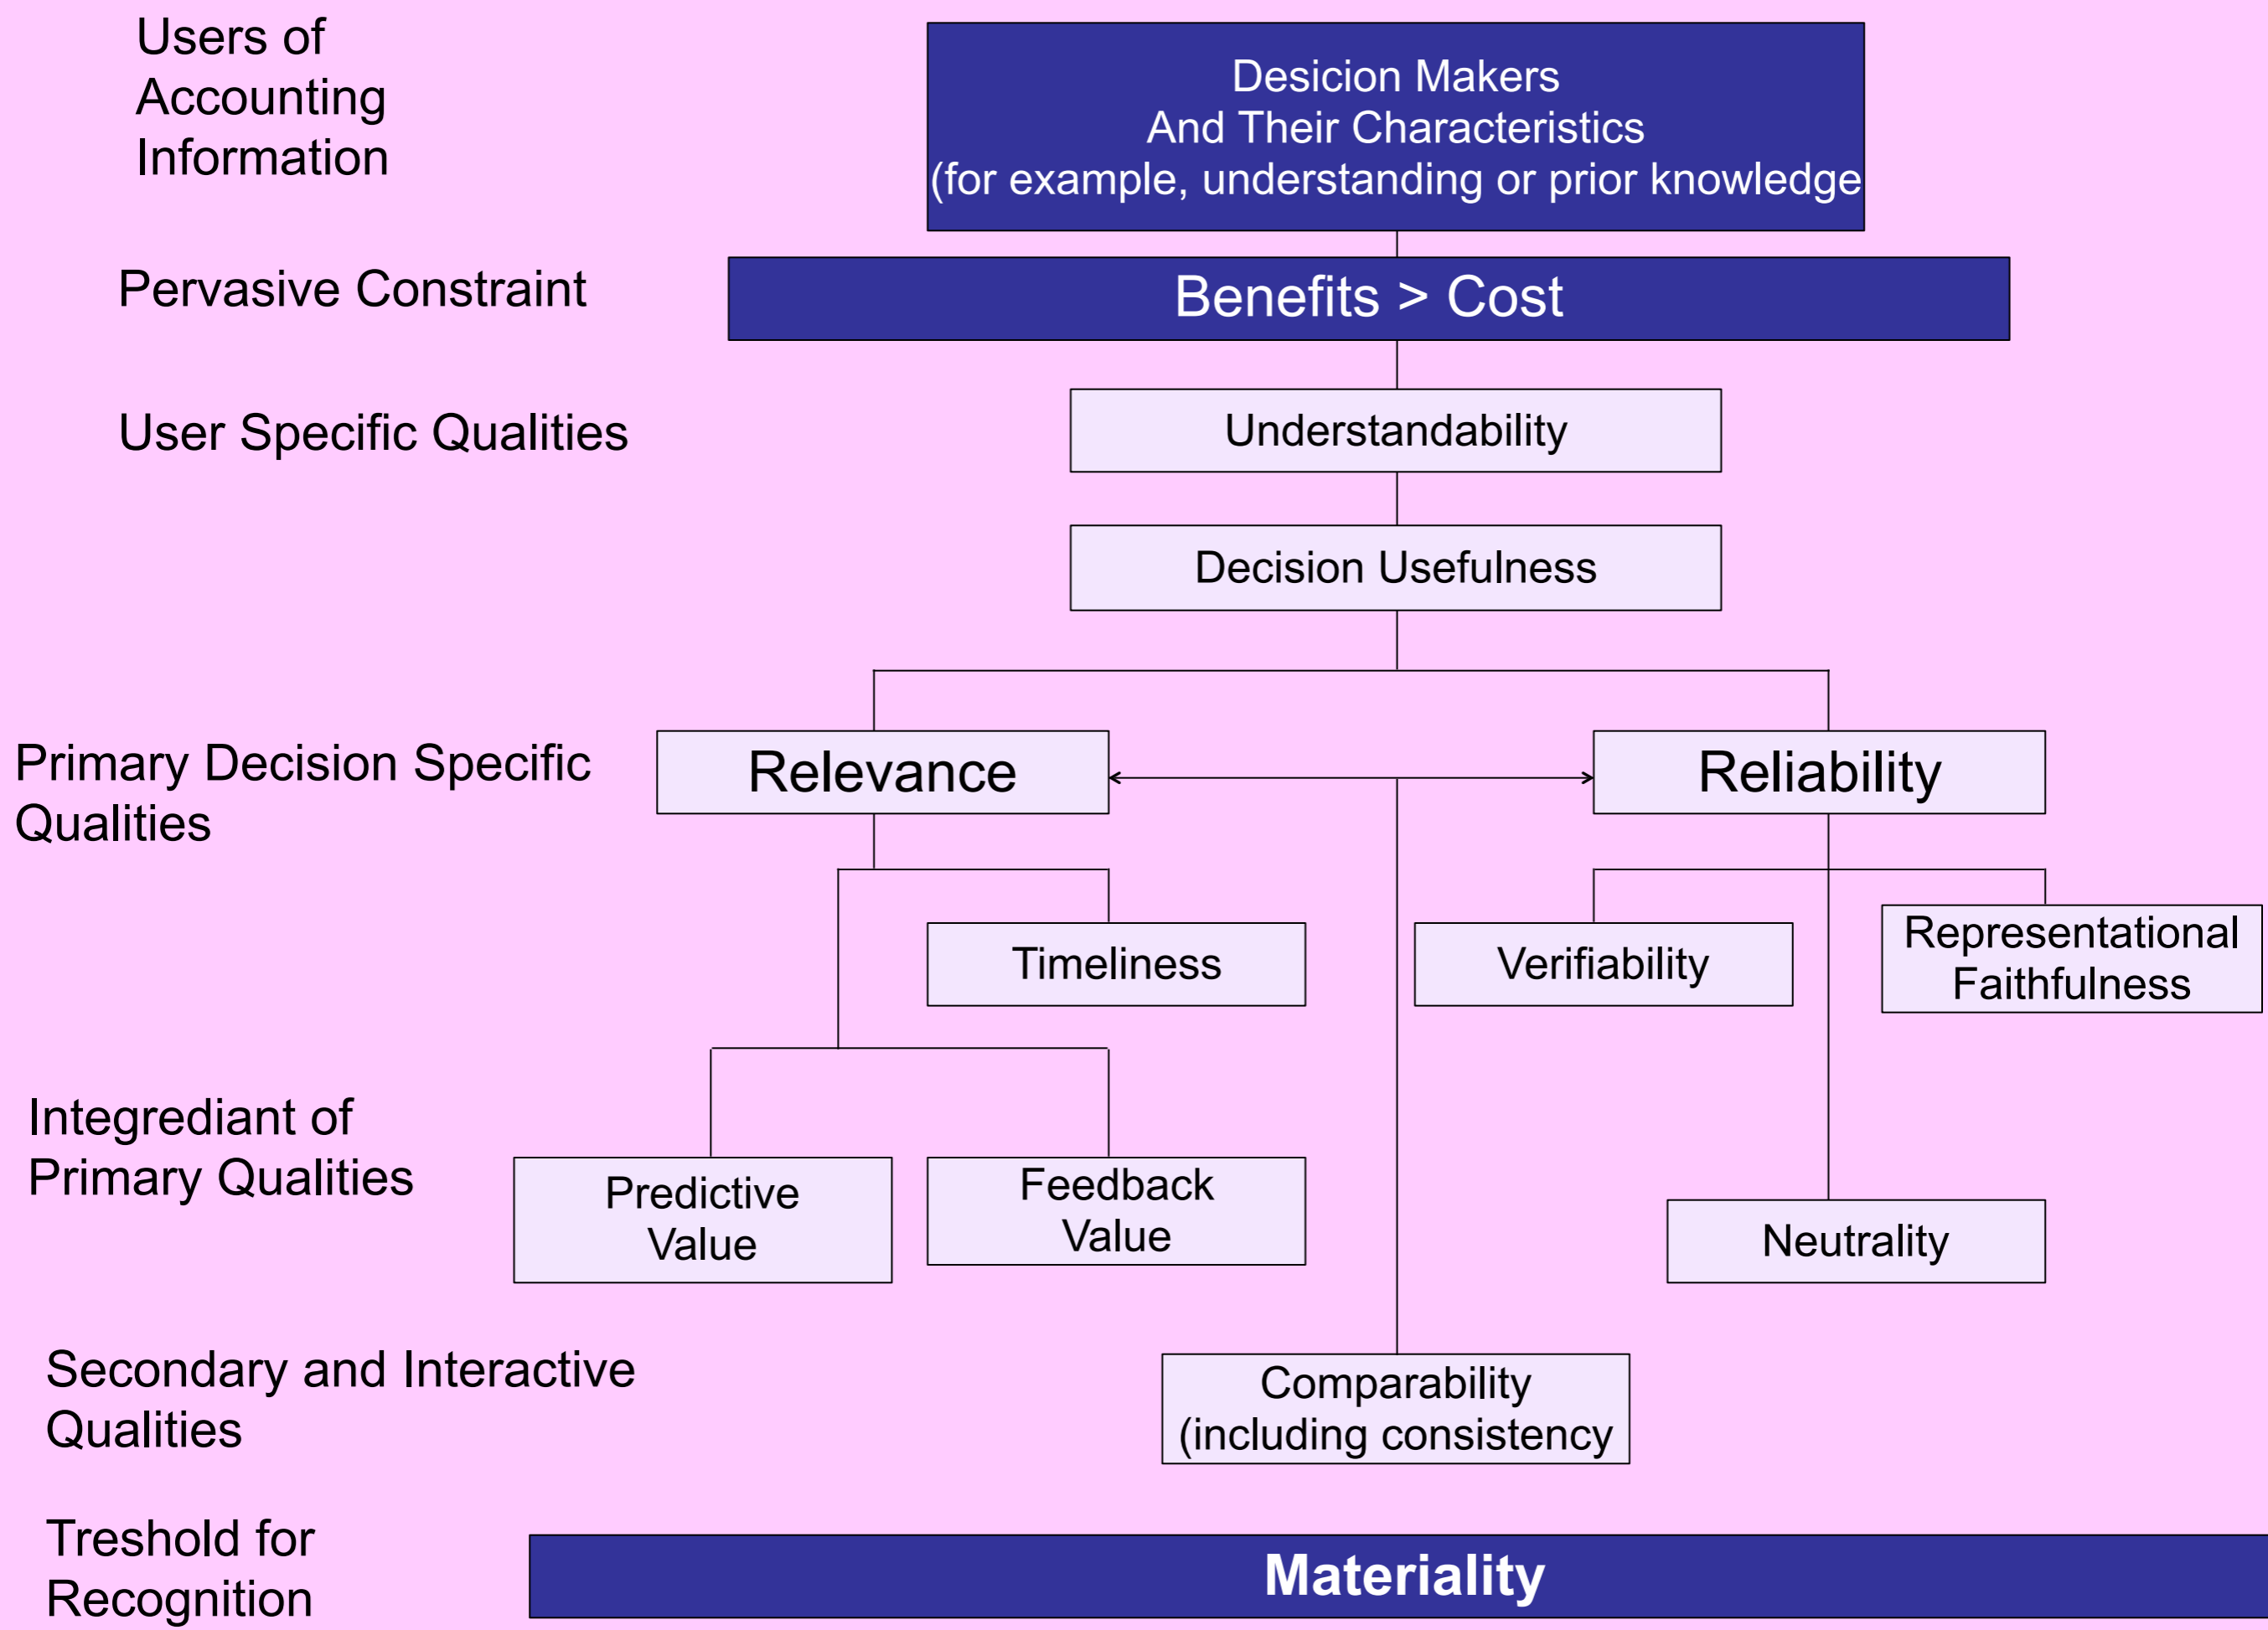 Users of
Accounting
Information
Desicion Makers
And Their Characteristics
(for example, understanding or prior knowledge
Pervasive Constraint
Benefits > Cost
User Specific Qualities
Understandability
Decision Usefulness
Primary Decision Specific
Qualities
Relevance
Reliability
Timeliness
Verifiability
Representational
Faithfulness
Integrediant of
Primary Qualities
Predictive
Value
Feedback
Value
Neutrality
Secondary and Interactive
Qualities
Comparability
(including consistency
Treshold for
Recognition
Materiality